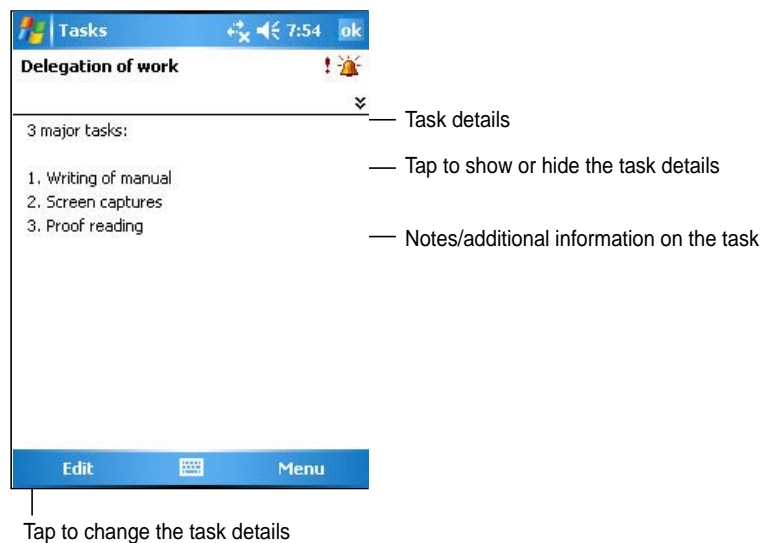 Tasks 7:54 ok
Delegation of work !
Task details
3 major tasks:
Tap to show or hide the task details
1. Writing of manual
2. Screen captures
3. Proof reading
Notes/additional information on the task
Edit Menu
Tap to change the task details